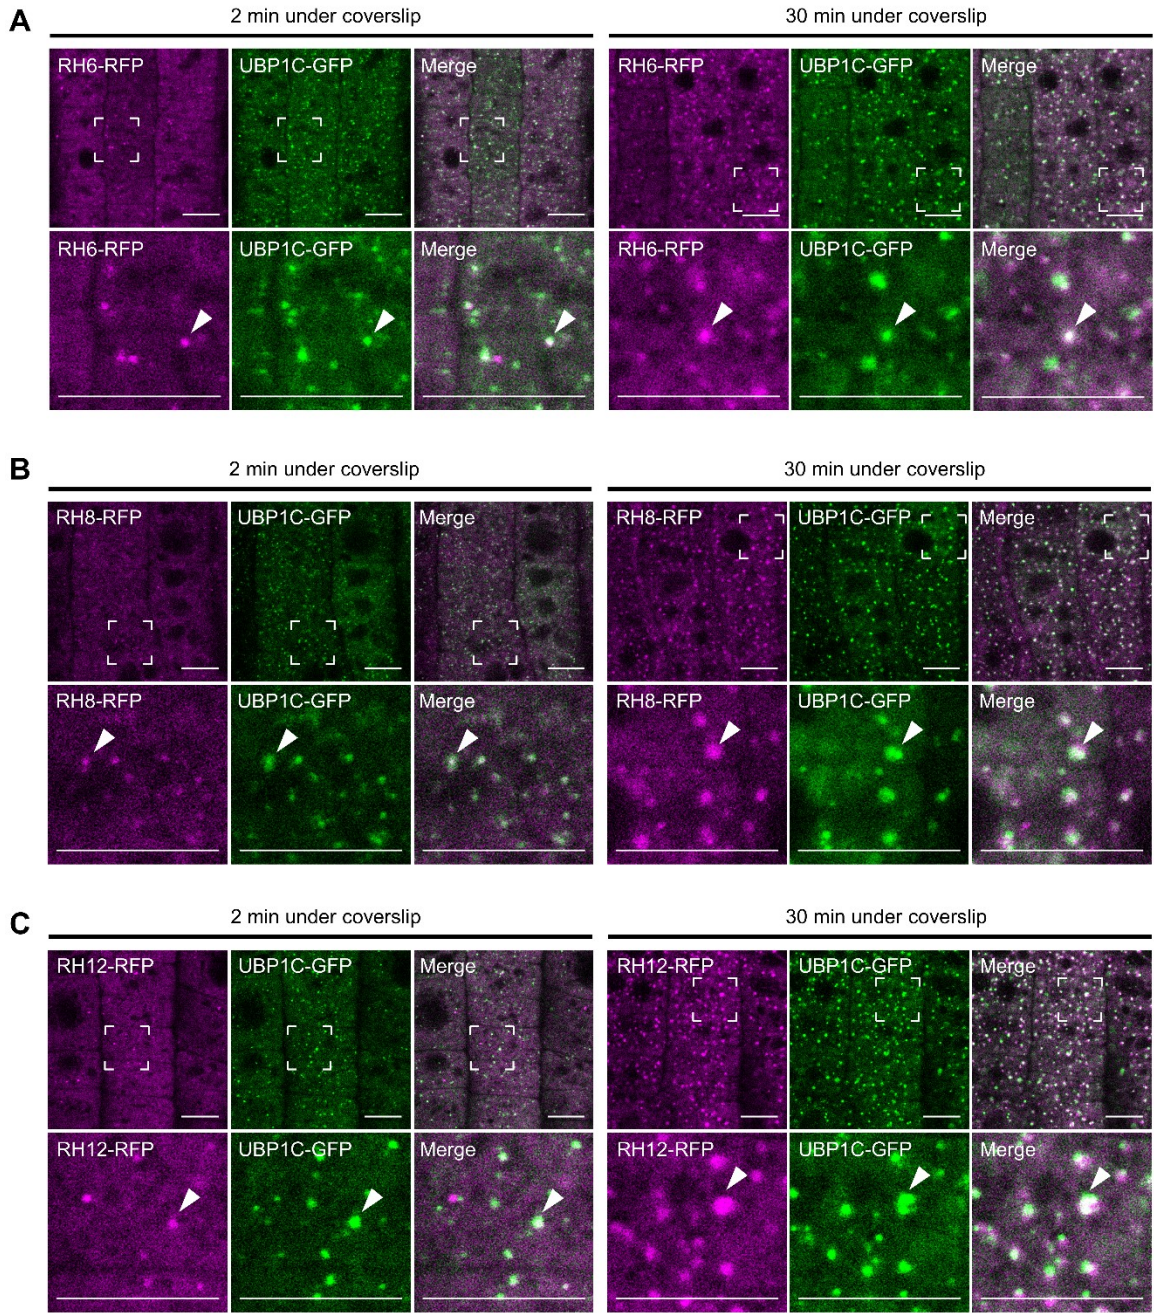 A
2 min under coverslip
30 min under coverslip
RH6-RFP
UBP1C-GFP
Merge
RH6-RFP
UBP1C-GFP
Merge
RH6-RFP
UBP1C-GFP
Merge
RH6-RFP
UBP1C-GFP
Merge
B
2 min under coverslip
30 min under coverslip
RH8-RFP
UBP1C-GFP
Merge
RH8-RFP
UBP1C-GFP
Merge
RH8-RFP
UBP1C-GFP
Merge
RH8-RFP
UBP1C-GFP
Merge
C
2 min under coverslip
30 min under coverslip
RH12-RFP
UBP1C-GFP
Merge
RH12-RFP
UBP1C-GFP
Merge
RH12-RFP
UBP1C-GFP
Merge
RH12-RFP
UBP1C-GFP
Merge